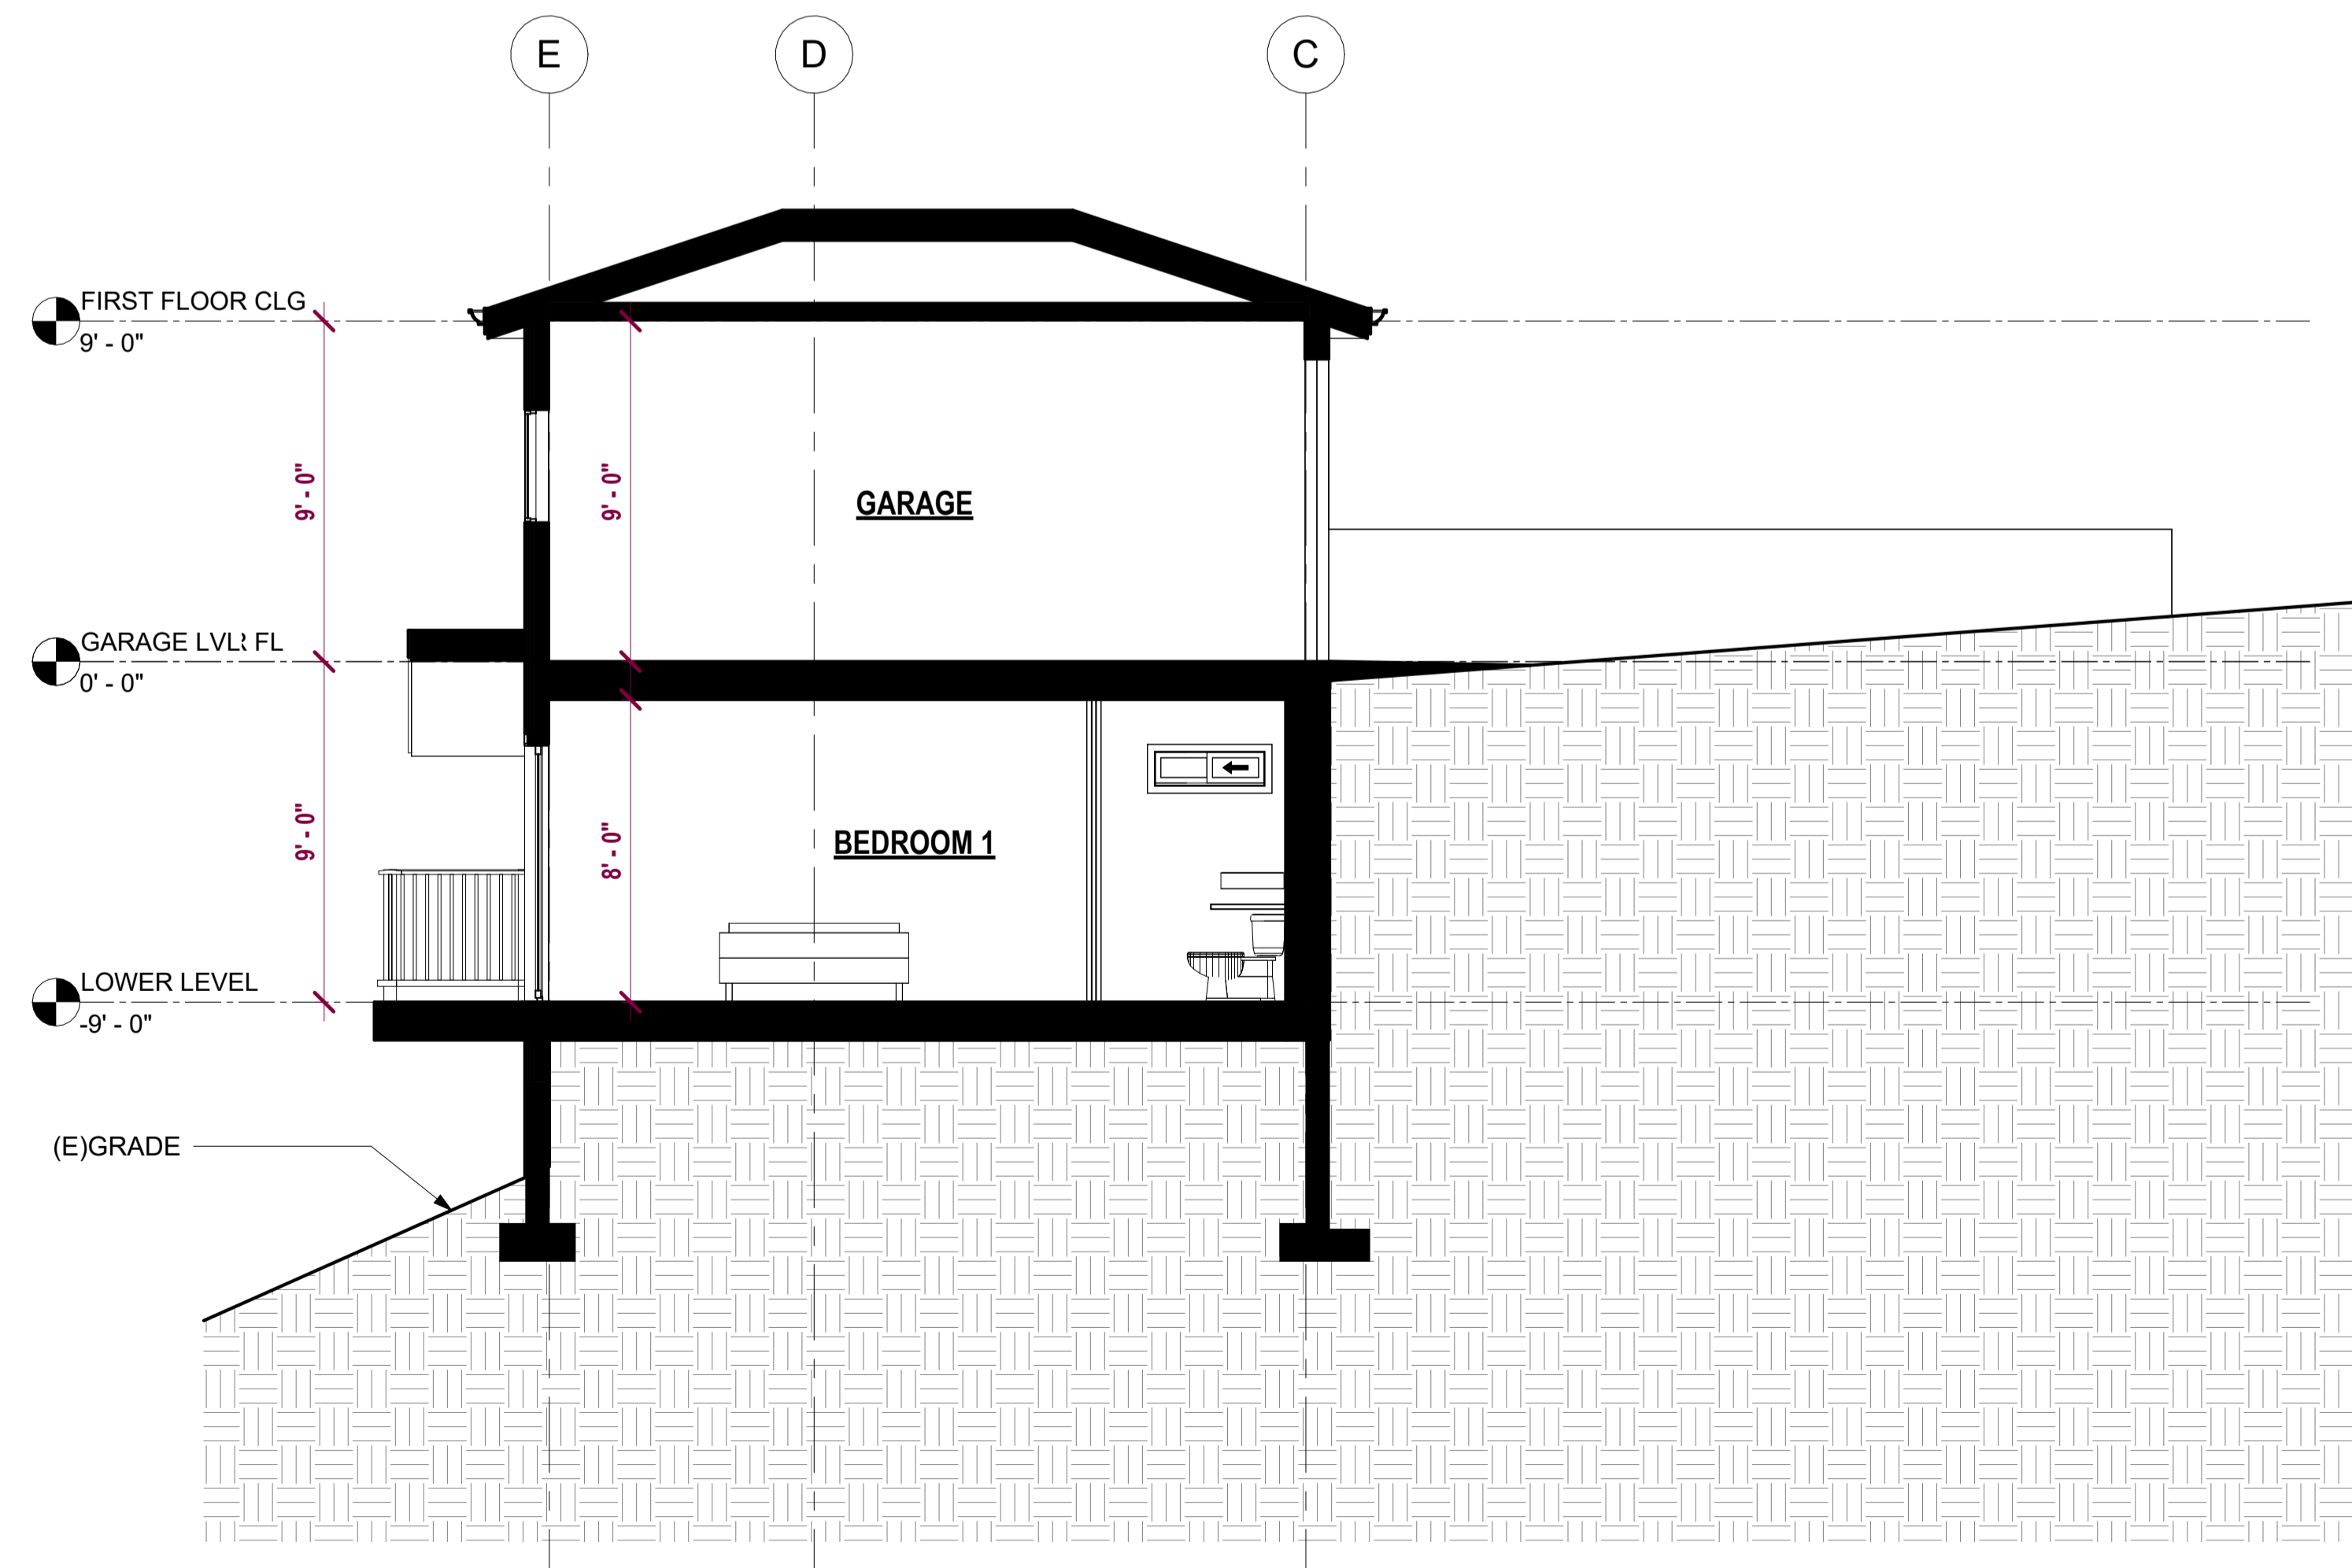 E
D
C
FIRST FLOOR CLG
9' - 0"
9' - 0"
9' - 0"
GARAGE
GARAGE LVL FL
0' - 0"
9' - 0"
8' - 0"
BEDROOM 1
LOWER LEVEL
-9' - 0"
(E)GRADE